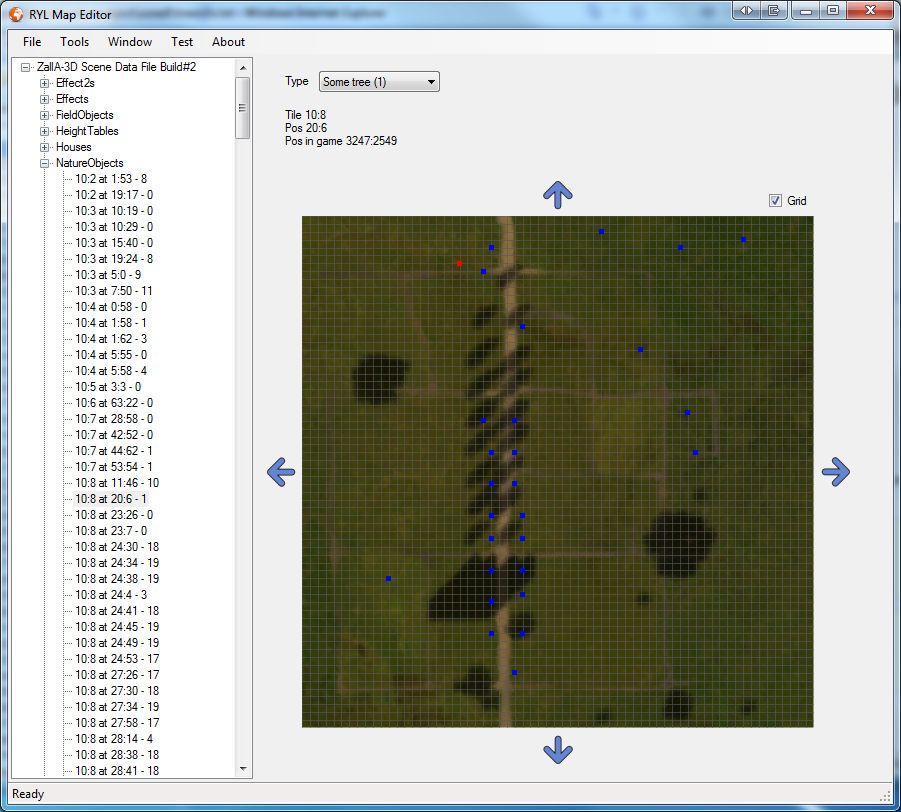 RYL Map Editor
File Tools Window Test About
ZallA-3D Scene Data File Build#2
Effect2s
Effects
FieldObjects
HeightTables
Houses
NatureObjects
10:2 at 1:53 - 8
10:2 at 19:17 - 0
10:3 at 10:19 - 0
10:3 at 10:29 - 0
10:3 at 15:40 - 0
10:3 at 19:24 - 8
10:3 at 5:0 - 9
10:3 at 7:50 - 11
10:4 at 0:58 - 0
10:4 at 1:58 - 1
10:4 at 1:62 - 3
10:4 at 5:55 - 0
10:4 at 5:58 - 4
10:5 at 3:3 - 0
10:6 at 63:22 - 0
10:7 at 28:58 - 0
10:7 at 42:52 - 0
10:7 at 44:62 - 1
10:7 at 53:54 - 1
10:8 at 11:46 - 10
10:8 at 20:6 - 1
10:8 at 23:26 - 0
10:8 at 23:7 - 0
10:8 at 24:30 - 18
10:8 at 24:34 - 19
10:8 at 24:38 - 19
10:8 at 24:4 - 3
10:8 at 24:41 - 18
10:8 at 24:45 - 19
10:8 at 24:49 - 19
10:8 at 24:53 - 17
10:8 at 27:26 - 17
10:8 at 27:30 - 18
10:8 at 27:34 - 19
10:8 at 27:58 - 17
10:8 at 28:14 - 4
10:8 at 28:38 - 18
10:8 at 28:41 - 18
Type Some tree (1)
Tile 10:8
Pos 20:6
Pos in game 3247:2549
Grid
Ready